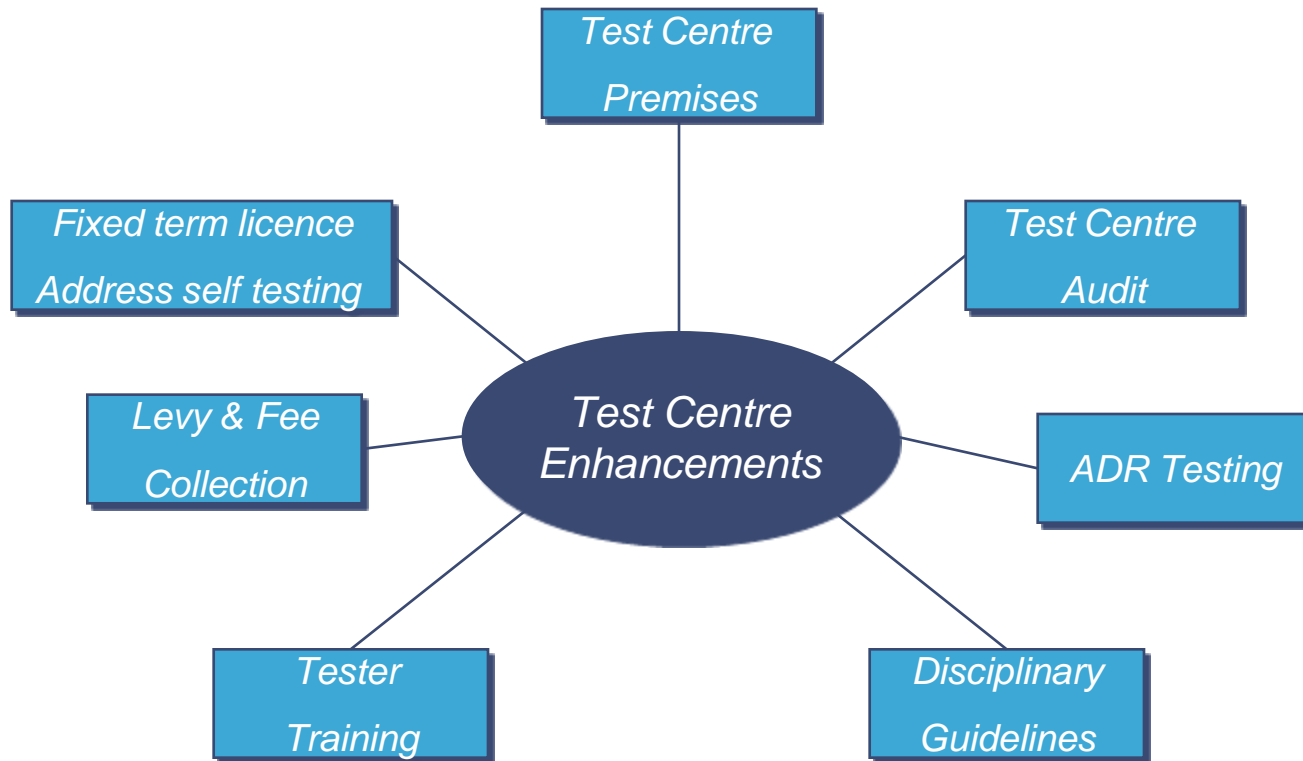 Test Centre
Premises
Fixed term licence
Address self testing
Test Centre
Audit
Levy & Fee
Collection
Test Centre
Enhancements
ADR Testing
Tester
Training
Disciplinary
Guidelines